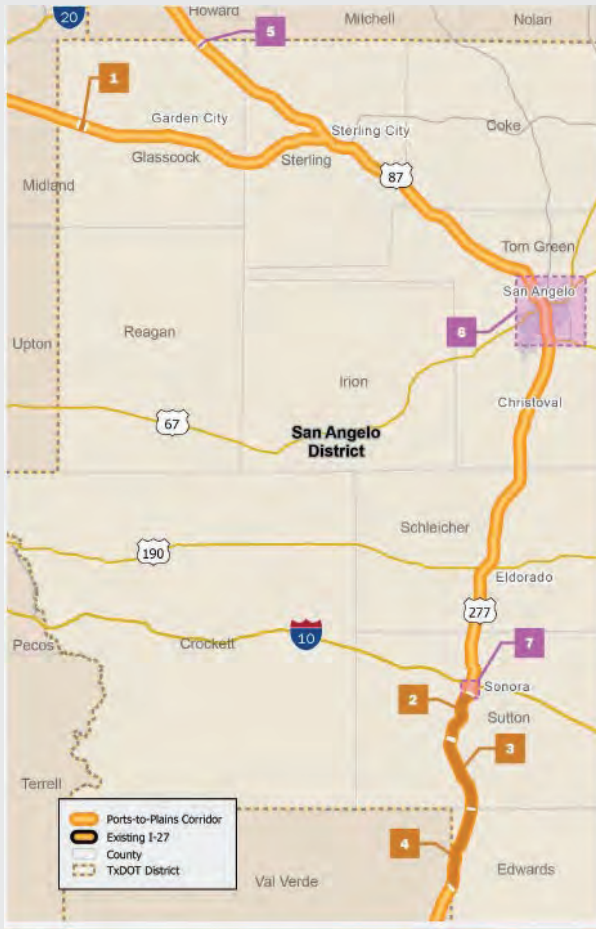 Howard
Mitchell
Nolan
20
5
1
Garden City
Sterling City
Coke
Glasscock
Sterling
87
Midland
Tom Green
San Angelo
6
Reagan
Upton
Irion
Christoval
67
San Angelo
District
Schleicher
190
Eldorado
277
10
Pecos
Crockett
7
Sonora
2
Sutton
3
Terrell
Ports-to-Plains Corridor
Existing I-27
County
TxDOT District
4
Edwards
Val Verde